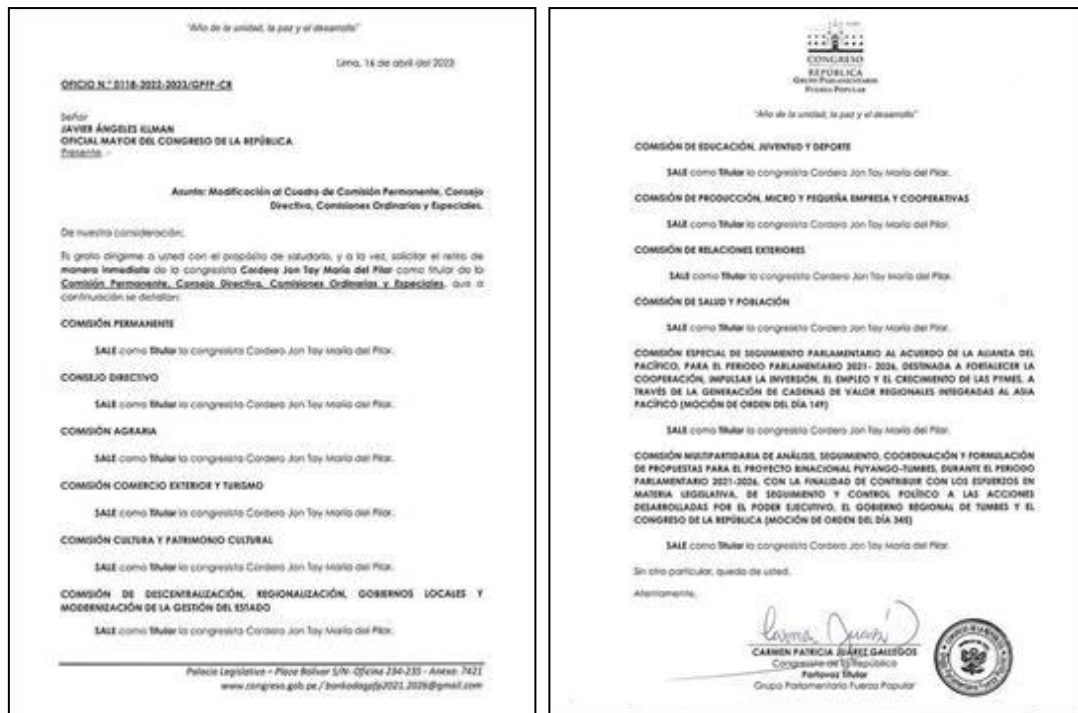 "Año de la unidad, la paz y el desarrollo"
Lima, 16 de abril del 2023
OFICIO N.° 0118-2022-2023/GPFP-CR
Señor
JAVIER ÁNGELES ILLMAN
OFICIAL MAYOR DEL CONGRESO DE LA REPÚBLICA
Presente. -
Asunto: Modificación al Cuadro de Comisión Permanente, Consejo
Directivo, Comisiones Ordinarias y Especiales.
De nuestra consideración:
Es grato dirigirme a usted con el propósito de saludarlo, y a la vez, solicitar el retiro de
manera inmediata de la congresista Cordero Jon Tay María del Pilar como titular de la
Comisión Permanente, Consejo Directivo, Comisiones Ordinarias y Especiales, que a
continuación se detallan:
COMISIÓN PERMANENTE
SALE como Titular la congresista Cordero Jon Tay María del Pilar.
CONSEJO DIRECTIVO
SALE como Titular la congresista Cordero Jon Tay María del Pilar.
COMISIÓN AGRARIA
SALE como Titular la congresista Cordero Jon Tay María del Pilar.
COMISIÓN COMERCIO EXTERIOR Y TURISMO
SALE como Titular la congresista Cordero Jon Tay María del Pilar.
COMISIÓN CULTURA Y PATRIMONIO CULTURAL
SALE como Titular la congresista Cordero Jon Tay María del Pilar.
COMISIÓN DE DESCENTRALIZACIÓN, REGIONALIZACIÓN, GOBIERNOS LOCALES Y
MODERNIZACIÓN DE LA GESTIÓN DEL ESTADO
SALE como Titular la congresista Cordero Jon Tay María del Pilar.
Palacio Legislativo – Plaza Bolívar S/N- Oficina 234-235 - Anexo: 7421
www.congreso.gob.pe / bankadagpfp2021.2026@gmail.com
CONGRESO
REPÚBLICA
GRUPO PARLAMENTARIO
FUERZA POPULAR
"Año de la unidad, la paz y el desarrollo"
COMISIÓN DE EDUCACIÓN, JUVENTUD Y DEPORTE
SALE como Titular la congresista Cordero Jon Tay María del Pilar.
COMISIÓN DE PRODUCCIÓN, MICRO Y PEQUEÑA EMPRESA Y COOPERATIVAS
SALE como Titular la congresista Cordero Jon Tay María del Pilar.
COMISIÓN DE RELACIONES EXTERIORES
SALE como Titular la congresista Cordero Jon Tay María del Pilar.
COMISIÓN DE SALUD Y POBLACIÓN
SALE como Titular la congresista Cordero Jon Tay María del Pilar.
COMISIÓN ESPECIAL DE SEGUIMIENTO PARLAMENTARIO AL ACUERDO DE LA ALIANZA DEL
PACÍFICO, PARA EL PERIODO PARLAMENTARIO 2021- 2026, DESTINADA A FORTALECER LA
COOPERACIÓN, IMPULSAR LA INVERSIÓN, EL EMPLEO Y EL CRECIMIENTO DE LAS PYMES, A
TRAVÉS DE LA GENERACIÓN DE CADENAS DE VALOR REGIONALES INTEGRADAS AL ASIA
PACÍFICO (MOCIÓN DE ORDEN DEL DÍA 149)
SALE como Titular la congresista Cordero Jon Tay María del Pilar.
COMISIÓN MULTIPARTIDARIA DE ANÁLISIS, SEGUIMIENTO, COORDINACIÓN Y FORMULACIÓN
DE PROPUESTAS PARA EL PROYECTO BINACIONAL PUYANGO-TUMBES, DURANTE EL PERIODO
PARLAMENTARIO 2021-2026, CON LA FINALIDAD DE CONTRIBUIR CON LOS ESFUERZOS EN
MATERIA LEGISLATIVA, DE SEGUIMIENTO Y CONTROL POLÍTICO A LAS ACCIONES
DESARROLLADAS POR EL PODER EJECUTIVO, EL GOBIERNO REGIONAL DE TUMBES Y EL
CONGRESO DE LA REPÚBLICA (MOCIÓN DE ORDEN DEL DÍA 345)
SALE como Titular la congresista Cordero Jon Tay María del Pilar.
Sin otro particular, quedo de usted.
Atentamente,
CARMEN PATRICIA JUÁREZ GALLEGOS
Congresista de la República
Portavoz Titular
Grupo Parlamentario Fuerza Popular